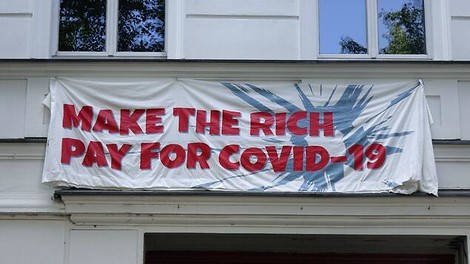 MAKE THE RICH
PAY FOR COVID-19